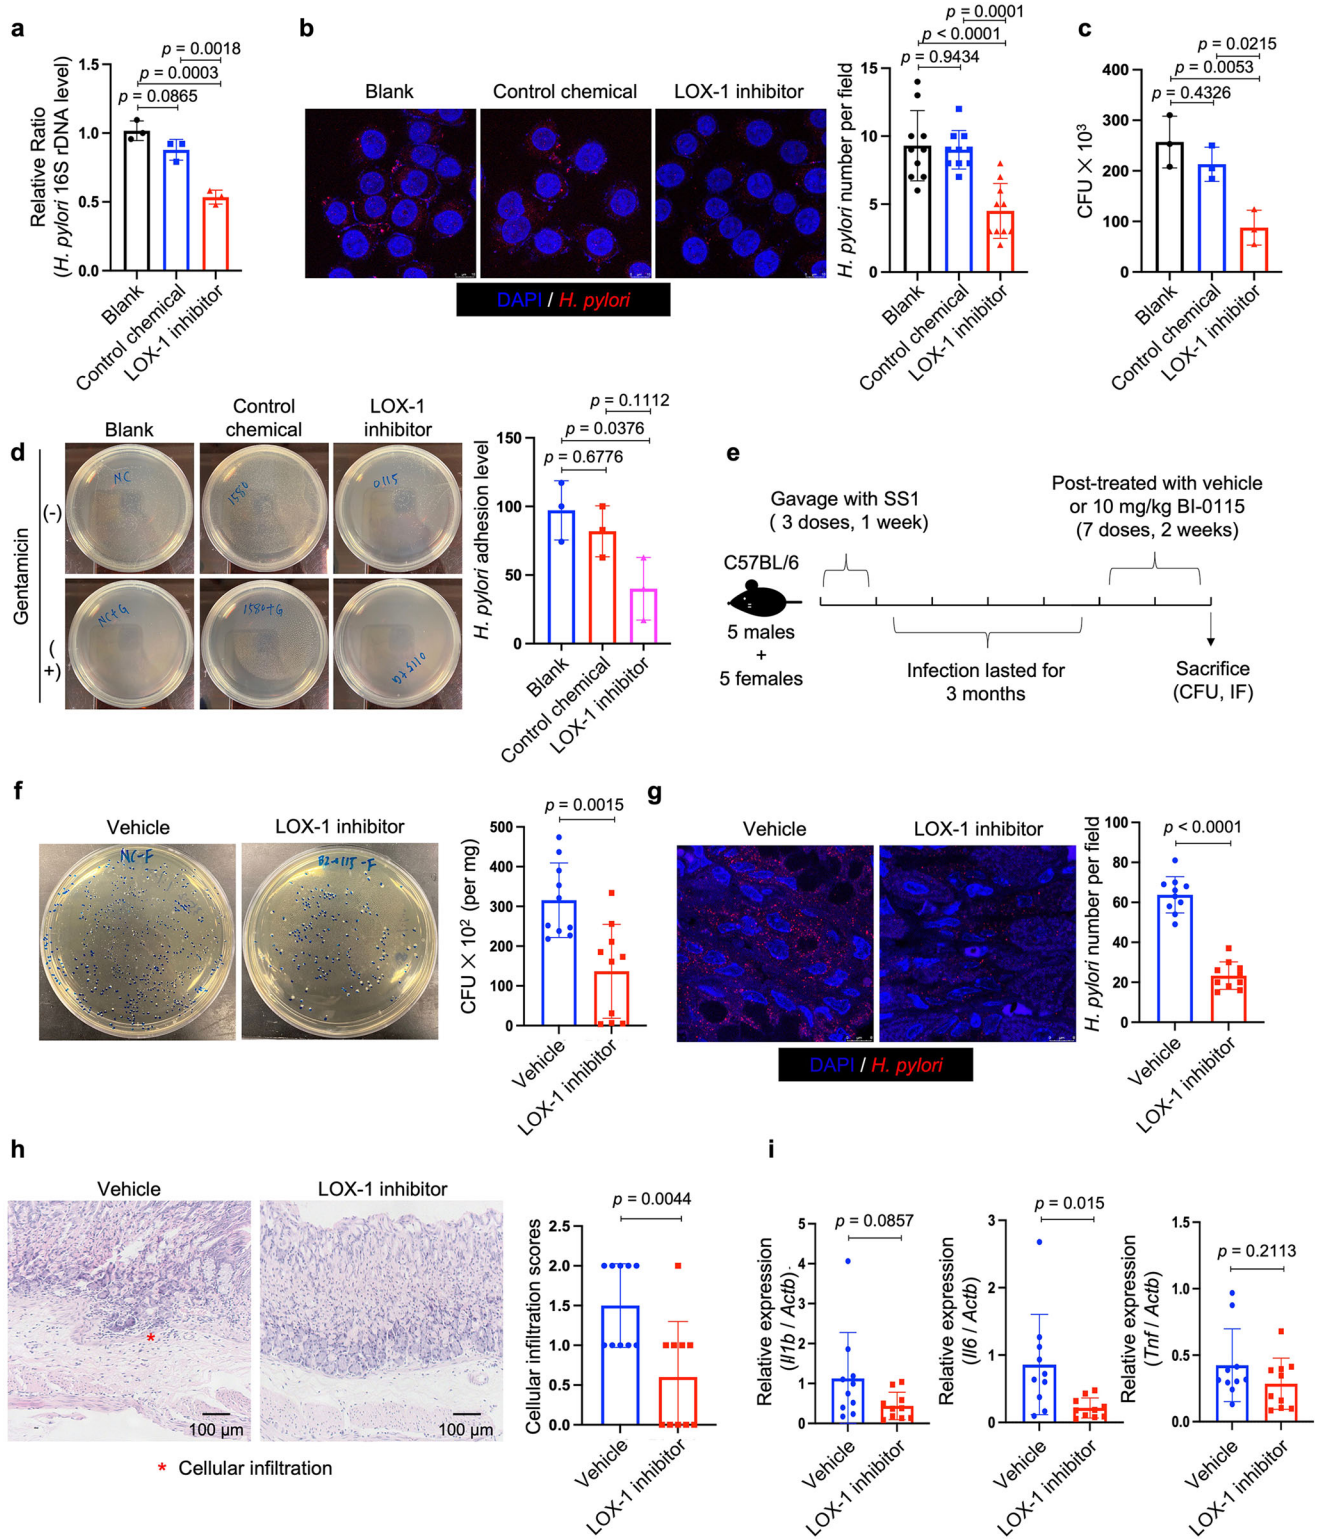 a
p = 0.0018
p = 0.0003
p = 0.0865
Relative Ratio
(H. pylori 16S rDNA level)
1.5
1.0
0.5
0.0
Blank
Control chemical
LOX-1 inhibitor
b
Blank
Control chemical
LOX-1 inhibitor
DAPI / H. pylori
p = 0.0001
p < 0.0001
p = 0.9434
H. pylori number per field
15
10
5
0
Blank
Control chemical
LOX-1 inhibitor
c
p = 0.0215
p = 0.0053
p = 0.4326
CFU × 10³
400
300
200
100
0
Blank
Control chemical
LOX-1 inhibitor
d
Blank
Control
chemical
LOX-1
inhibitor
Gentamicin
(-)
(
+)
NC
1580
0115
NC+G
1580+G
p = 0.1112
p = 0.0376
p = 0.6776
H. pylori adhesion level
150
100
50
0
Blank
Control chemical
LOX-1 inhibitor
e
Gavage with SS1
( 3 doses, 1 week)
Post-treated with vehicle
or 10 mg/kg BI-0115
(7 doses, 2 weeks)
C57BL/6
5 males
+
5 females
Infection lasted for
3 months
Sacrifice
(CFU, IF)
f
Vehicle
LOX-1 inhibitor
NC-F
p = 0.0015
CFU × 10² (per mg)
500
400
300
200
100
0
Vehicle
LOX-1 inhibitor
g
Vehicle
LOX-1 inhibitor
DAPI / H. pylori
p < 0.0001
H. pylori number per field
100
80
60
40
20
0
Vehicle
LOX-1 inhibitor
h
Vehicle
LOX-1 inhibitor
100 µm
100 µm
* Cellular infiltration
p = 0.0044
Cellular infiltration scores
2.5
2.0
1.5
1.0
0.5
0.0
Vehicle
LOX-1 inhibitor
i
p = 0.0857
Relative expression
(Il1b / Actb)
5
4
3
2
1
0
Vehicle
LOX-1 inhibitor
p = 0.015
Relative expression
(Il6 / Actb)
3
2
1
0
Vehicle
LOX-1 inhibitor
p = 0.2113
Relative expression
(Tnf / Actb)
1.5
1.0
0.5
0.0
Vehicle
LOX-1 inhibitor